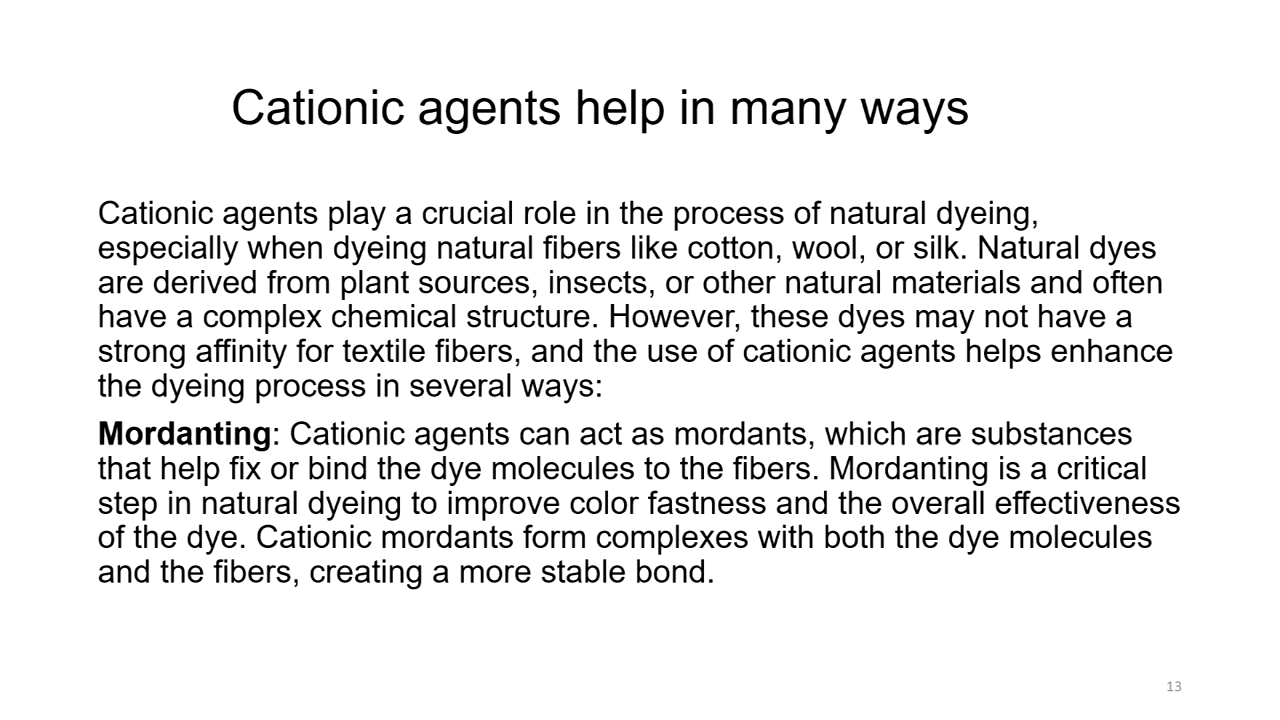 Cationic agents help in many ways
Cationic agents play a crucial role in the process of natural dyeing,
especially when dyeing natural fibers like cotton, wool, or silk. Natural dyes
are derived from plant sources, insects, or other natural materials and often
have a complex chemical structure. However, these dyes may not have a
strong affinity for textile fibers, and the use of cationic agents helps enhance
the dyeing process in several ways:
Mordanting: Cationic agents can act as mordants, which are substances
that help fix or bind the dye molecules to the fibers. Mordanting is a critical
step in natural dyeing to improve color fastness and the overall effectiveness
of the dye. Cationic mordants form complexes with both the dye molecules
and the fibers, creating a more stable bond.
13